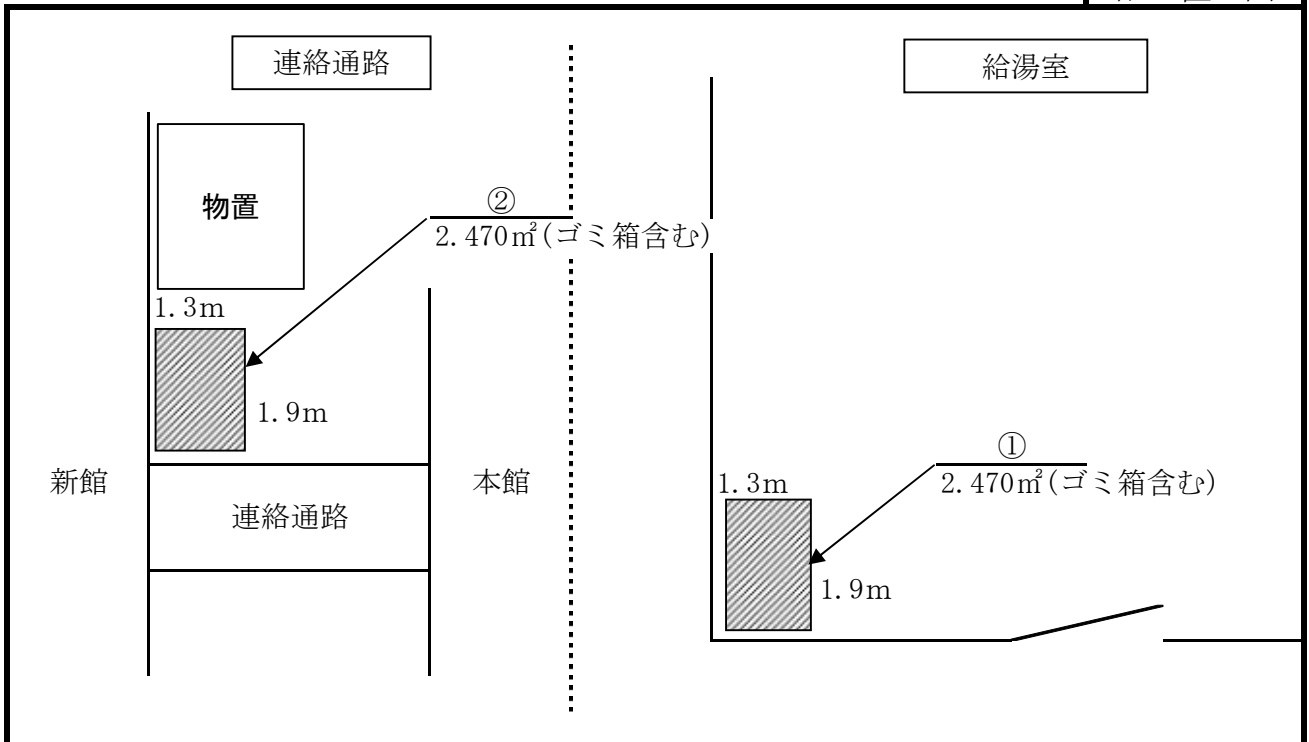 連絡通路
物置
②
2.470㎡(ゴミ箱含む)
1.3m
1.9m
新館
本館
連絡通路
給湯室
①
2.470㎡(ゴミ箱含む)
1.3m
1.9m